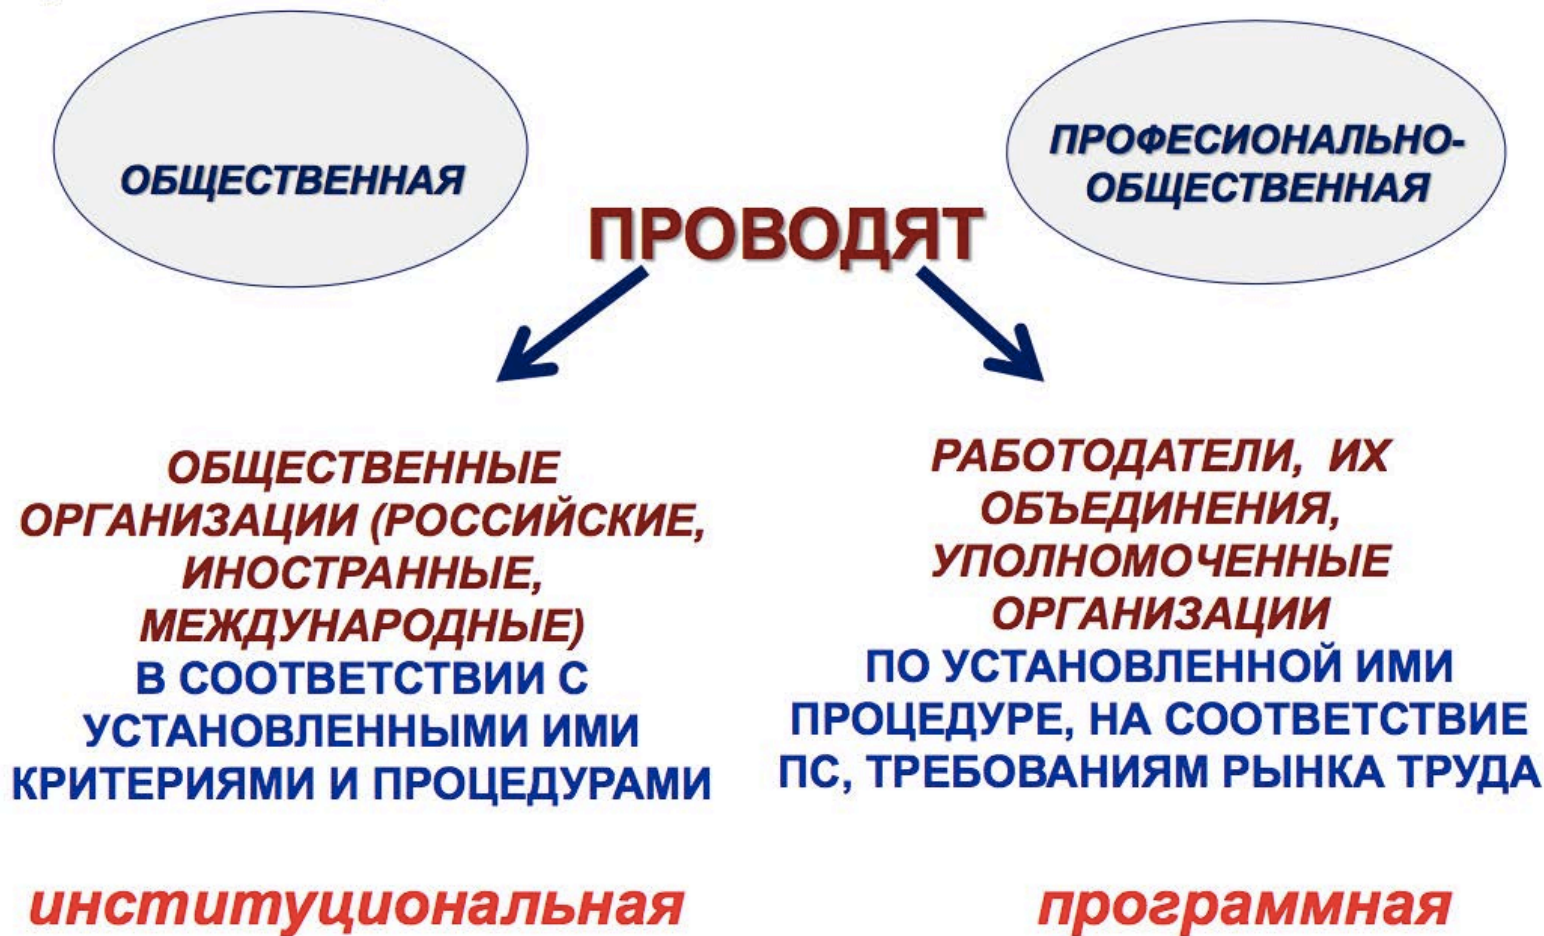 ОБЩЕСТВЕННАЯ
ПРОФЕСИОНАЛЬНО-
ОБЩЕСТВЕННАЯ
ПРОВОДЯТ
ОБЩЕСТВЕННЫЕ
ОРГАНИЗАЦИИ (РОССИЙСКИЕ,
ИНОСТРАННЫЕ,
МЕЖДУНАРОДНЫЕ)
В СООТВЕТСТВИИ С
УСТАНОВЛЕННЫМИ ИМИ
КРИТЕРИЯМИ И ПРОЦЕДУРАМИ
институциональная
РАБОТОДАТЕЛИ, ИХ
ОБЪЕДИНЕНИЯ,
УПОЛНОМОЧЕННЫЕ
ОРГАНИЗАЦИИ
ПО УСТАНОВЛЕННОЙ ИМИ
ПРОЦЕДУРЕ, НА СООТВЕТСТВИЕ
ПС, ТРЕБОВАНИЯМ РЫНКА ТРУДА
программная